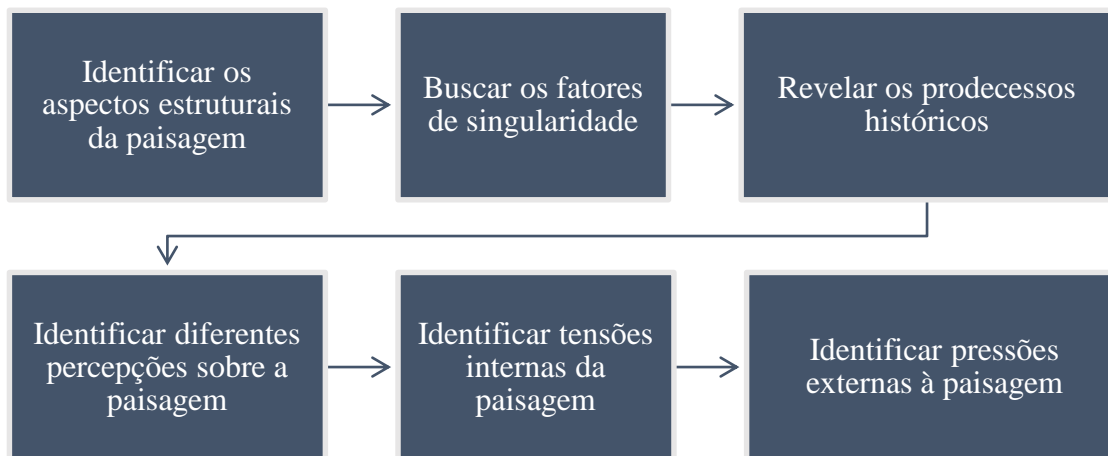 Identificar os
aspectos estruturais
da paisagem
Buscar os fatores
de singularidade
Revelar os prodecessos
históricos
Identificar diferentes
percepções sobre a
paisagem
Identificar tensões
internas da
paisagem
Identificar pressões
externas à paisagem